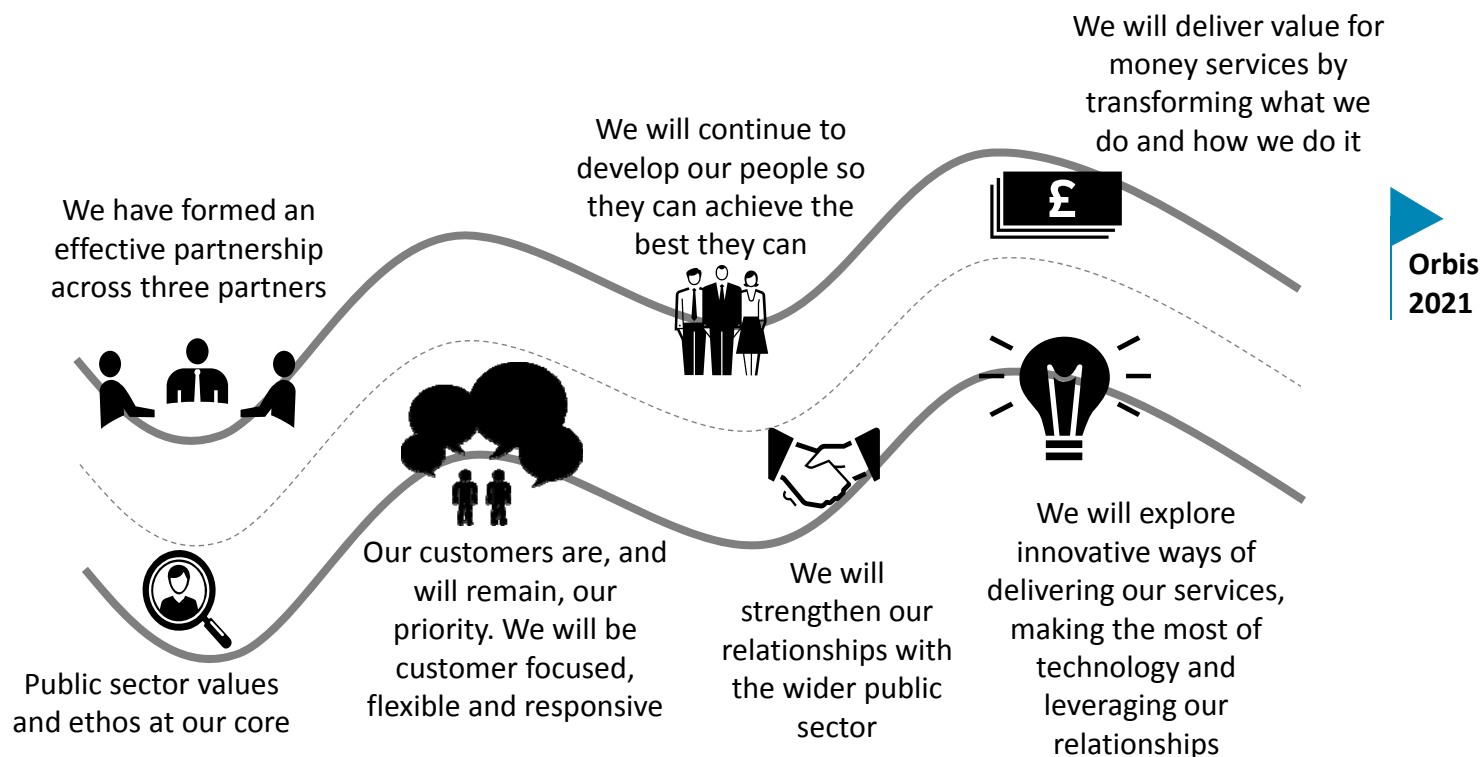 We have formed an
effective partnership
across three partners
Public sector values
and ethos at our core
Our customers are, and
will remain, our
priority. We will be
customer focused,
flexible and responsive
We will continue to
develop our people so
they can achieve the
best they can
We will
strengthen our
relationships with
the wider public
sector
We will deliver value for
money services by
transforming what we
do and how we do it
£
We will explore
innovative ways of
delivering our services,
making the most of
technology and
leveraging our
relationships
Orbis
2021